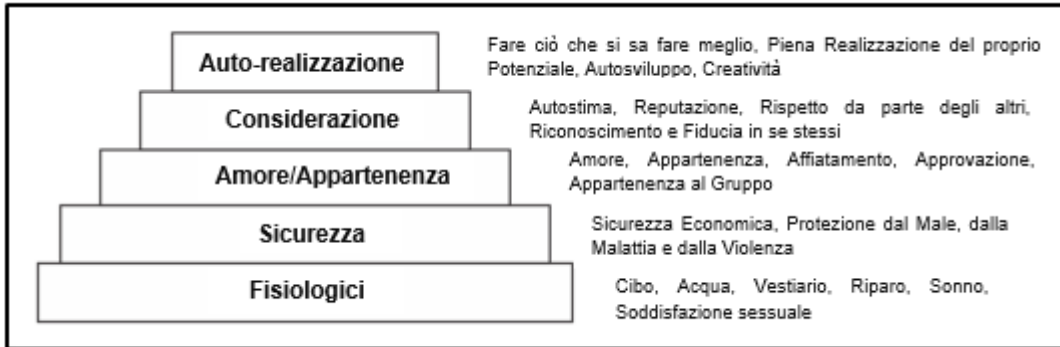 Auto-realizzazione
Fare ciò che si sa fare meglio, Piena Realizzazione del proprio
Potenziale, Autosviluppo, Creatività
Considerazione
Autostima, Reputazione, Rispetto da parte degli altri,
Riconoscimento e Fiducia in se stessi
Amore/Appartenenza
Amore, Appartenenza, Affiatamento, Approvazione,
Appartenenza al Gruppo
Sicurezza
Sicurezza Economica, Protezione dal Male, dalla
Malattia e dalla Violenza
Fisiologici
Cibo, Acqua, Vestiario, Riparo, Sonno,
Soddisfazione sessuale